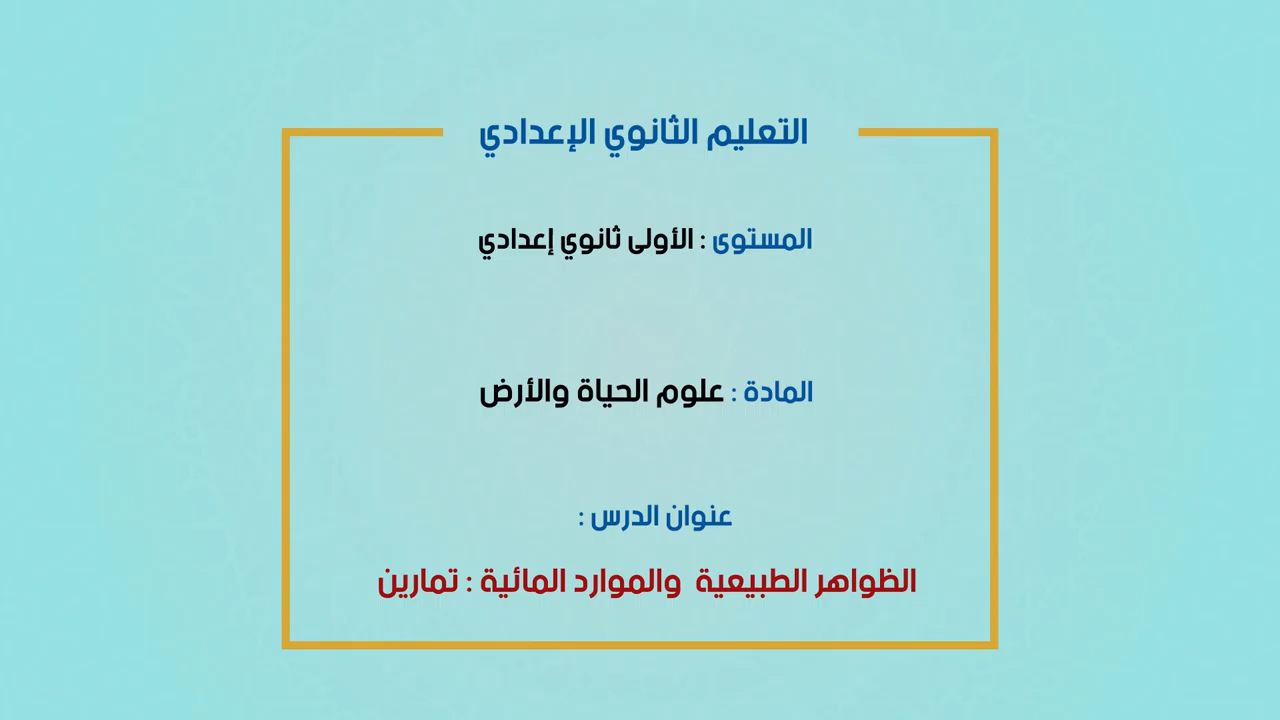 التعليم الثانوي الإعدادي
المستوى : الأولى ثانوي إعدادي
المادة : علوم الحياة والأرض
عنوان الدرس :
الظواهر الطبيعية والموارد المائية : تمارين